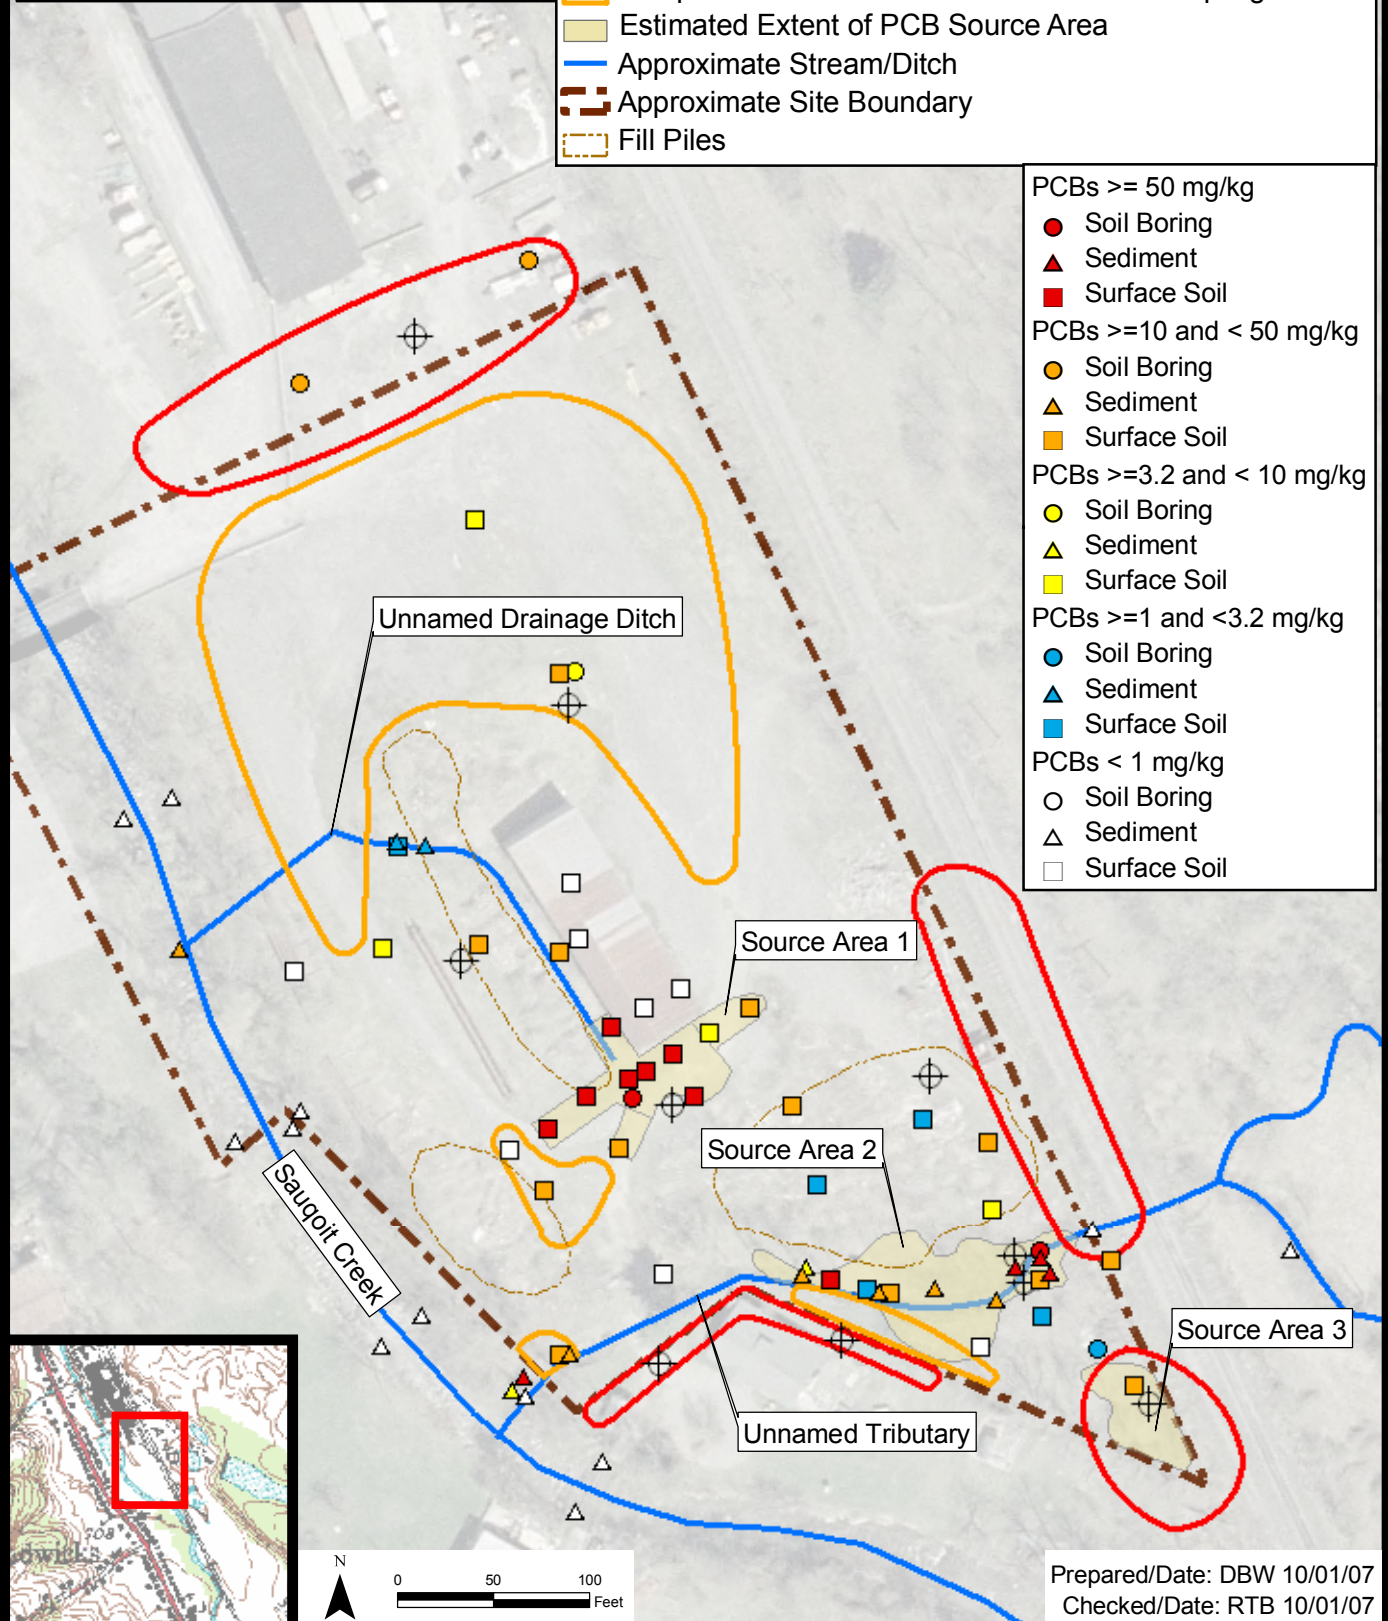 Estimated Extent of PCB Source Area
Approximate Stream/Ditch
Approximate Site Boundary
Fill Piles
PCBs >= 50 mg/kg
Soil Boring
Sediment
Surface Soil
PCBs >=10 and < 50 mg/kg
Soil Boring
Sediment
Surface Soil
PCBs >=3.2 and < 10 mg/kg
Soil Boring
Sediment
Surface Soil
PCBs >=1 and <3.2 mg/kg
Soil Boring
Sediment
Surface Soil
PCBs < 1 mg/kg
Soil Boring
Sediment
Surface Soil
Unnamed Drainage Ditch
Source Area 1
Source Area 2
Sauqoit Creek
Source Area 3
Unnamed Tributary
N
0 50 100
Feet
Prepared/Date: DBW 10/01/07
Checked/Date: RTB 10/01/07